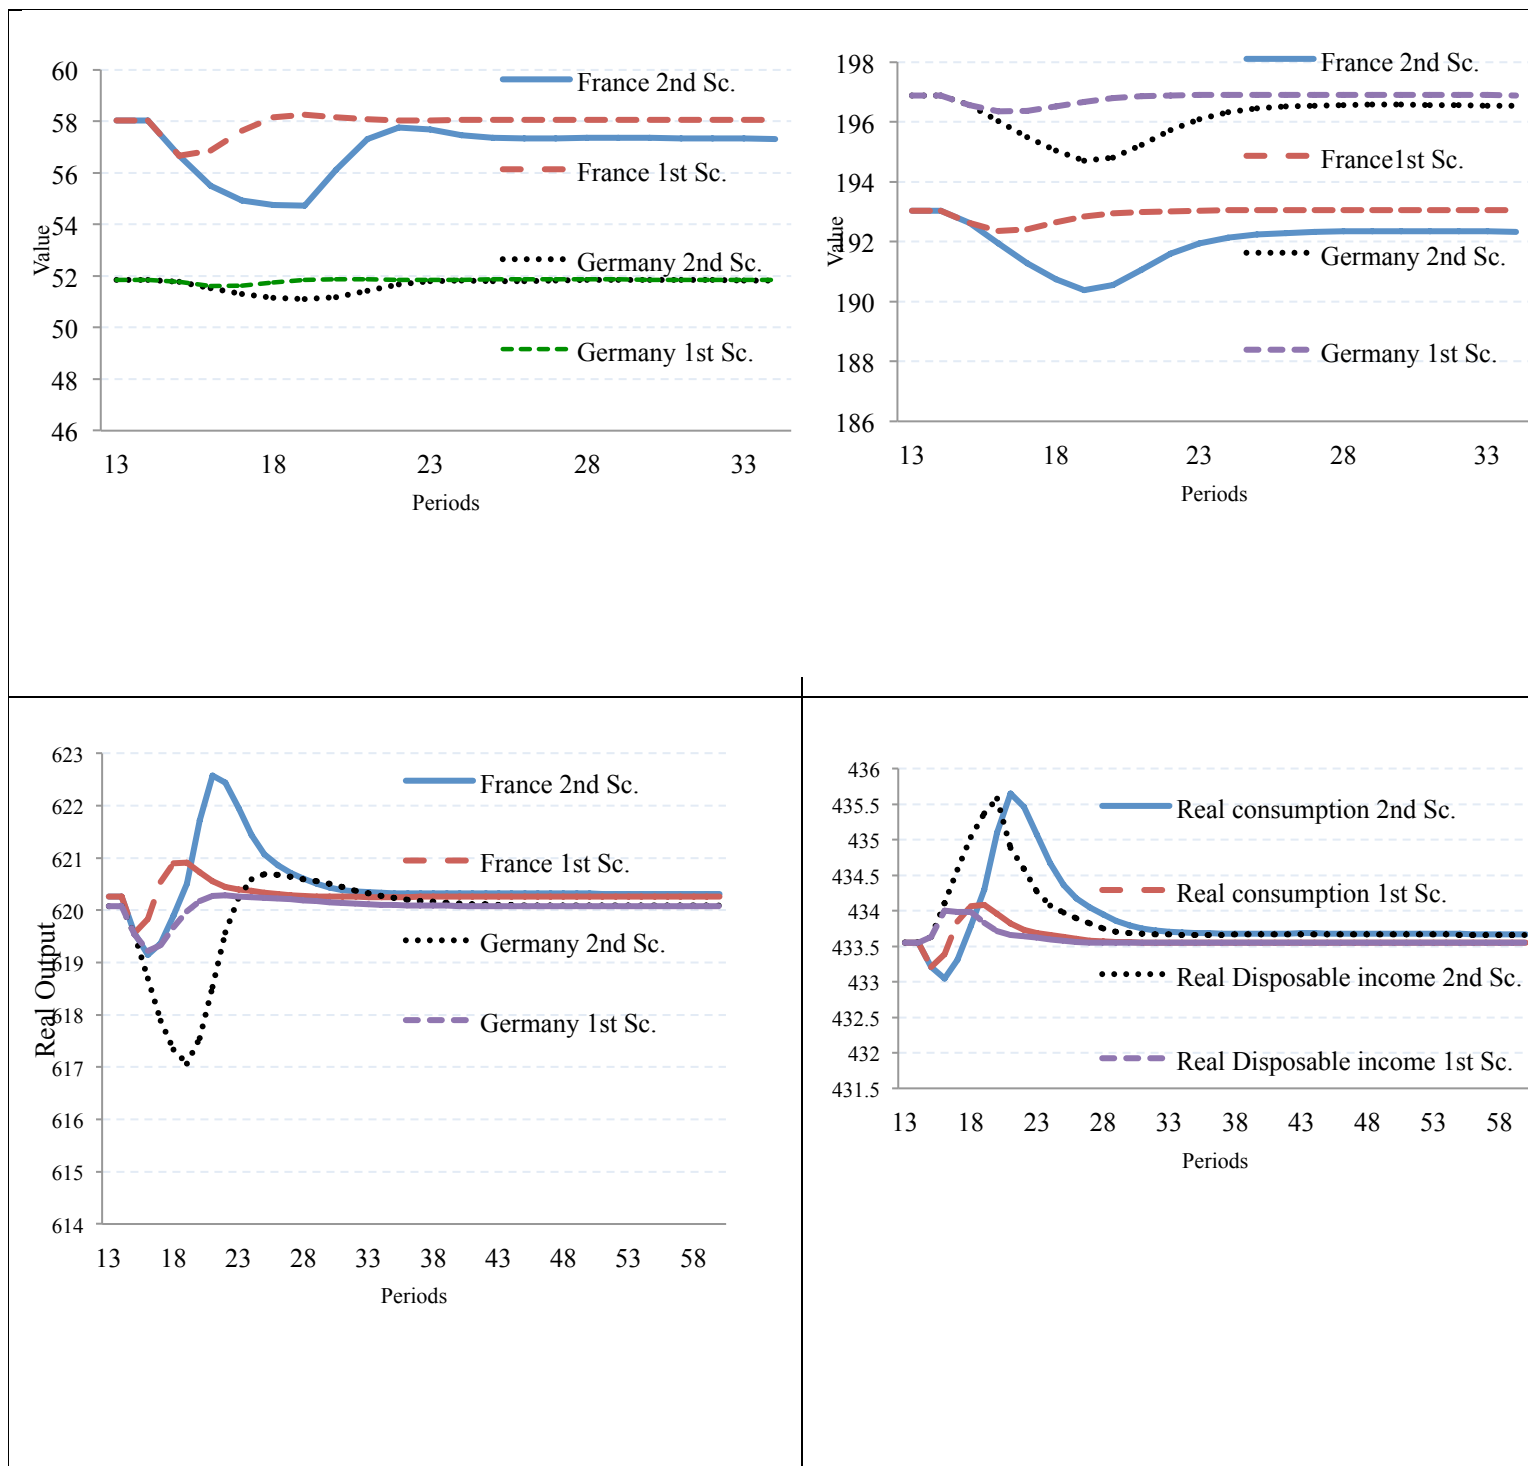 60
58
56
54
52
50
48
46
Value
13 18 23 28 33
Periods
France 2nd Sc.
France 1st Sc.
Germany 2nd Sc.
Germany 1st Sc.
198
196
194
192
190
188
186
Value
13 18 23 28 33
Periods
France 2nd Sc.
France1st Sc.
Germany 2nd Sc.
Germany 1st Sc.
623
622
621
620
619
618
617
616
615
614
Real Output
13 18 23 28 33 38 43 48 53 58
Periods
France 2nd Sc.
France 1st Sc.
Germany 2nd Sc.
Germany 1st Sc.
436
435.5
435
434.5
434
433.5
433
432.5
432
431.5
13 18 23 28 33 38 43 48 53 58
Periods
Real consumption 2nd Sc.
Real consumption 1st Sc.
Real Disposable income 2nd Sc.
Real Disposable income 1st Sc.